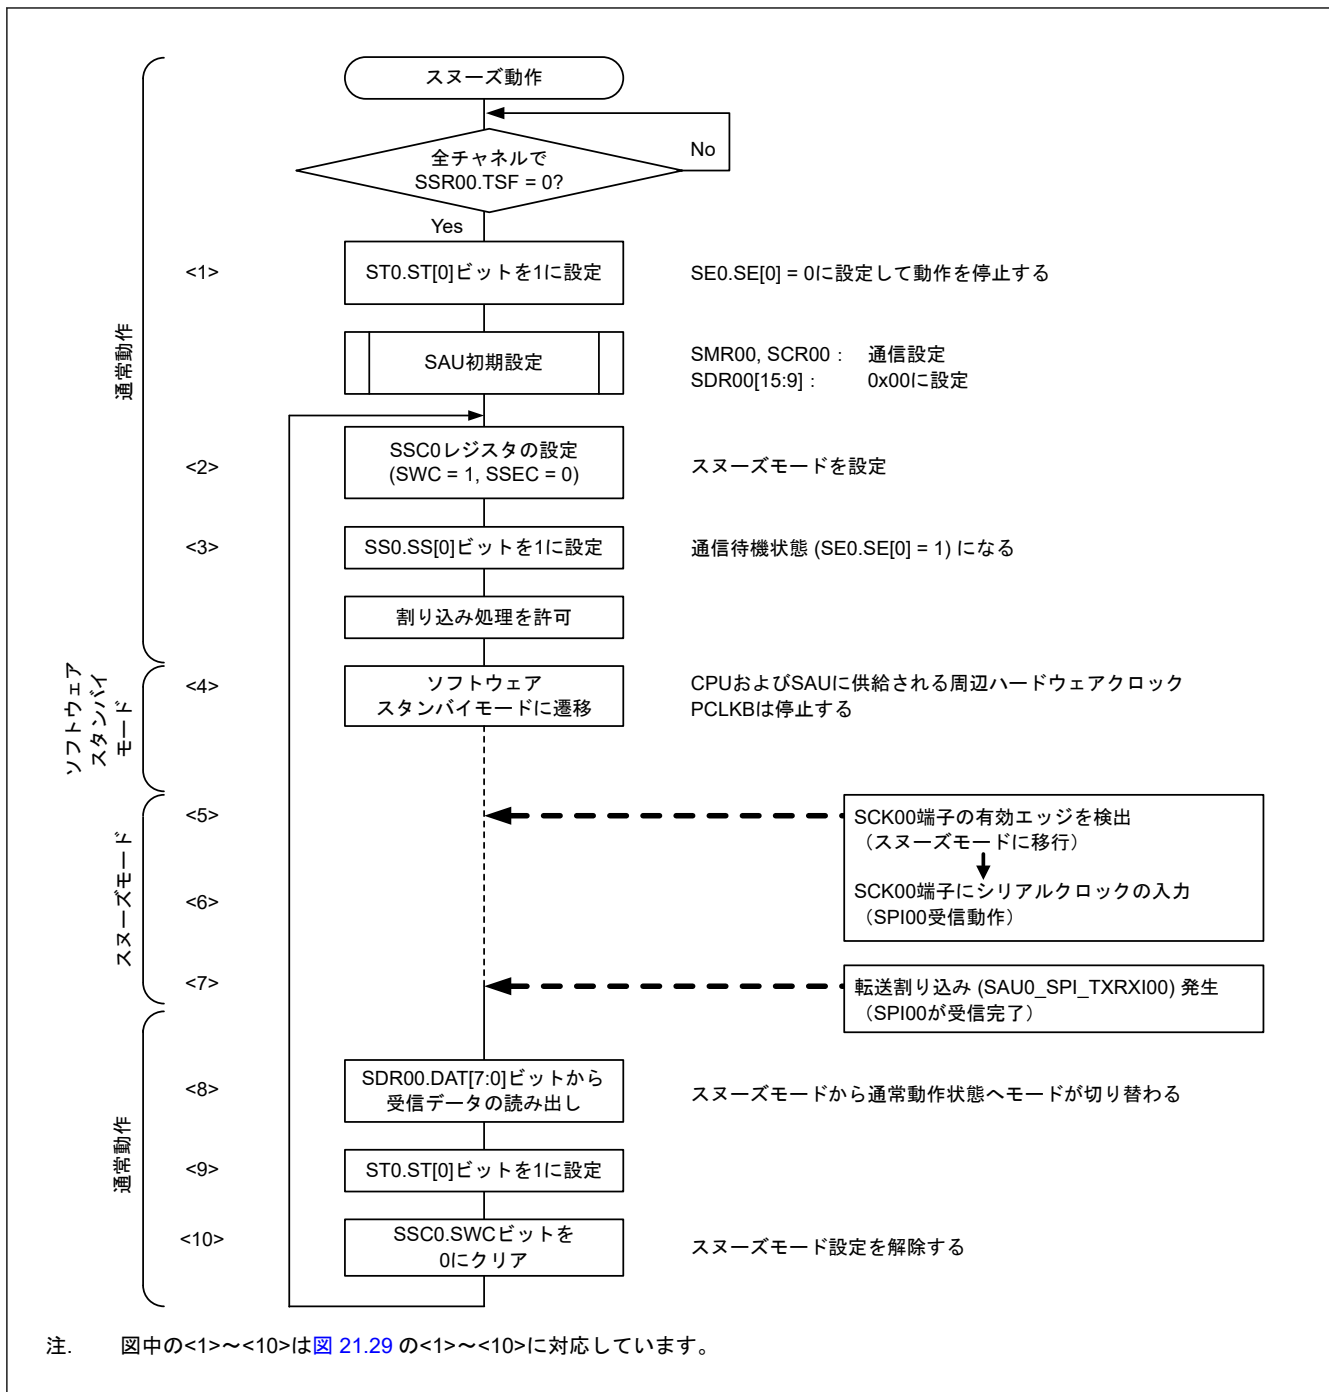 スヌーズ動作
全チャネルで
SSR00.TSF = 0?
No
Yes
通常動作
<1>
ST0.ST[0]ビットを1に設定
SE0.SE[0] = 0に設定して動作を停止する
SAU初期設定
SMR00, SCR00 : 通信設定
SDR00[15:9] : 0x00に設定
<2>
SSC0レジスタの設定
(SWC = 1, SSEC = 0)
スヌーズモードを設定
<3>
SS0.SS[0]ビットを1に設定
通信待機状態 (SE0.SE[0] = 1) になる
割り込み処理を許可
ソフトウェア
スタンバイ
モード
<4>
ソフトウェア
スタンバイモードに遷移
CPUおよびSAUに供給される周辺ハードウェアクロック
PCLKBは停止する
スヌーズモード
<5>
SCK00端子の有効エッジを検出
（スヌーズモードに移行）
<6>
SCK00端子にシリアルクロックの入力
（SPI00受信動作）
<7>
転送割り込み (SAU0_SPI_TXRXI00) 発生
（SPI00が受信完了）
通常動作
<8>
SDR00.DAT[7:0]ビットから
受信データの読み出し
スヌーズモードから通常動作状態へモードが切り替わる
<9>
ST0.ST[0]ビットを1に設定
<10>
SSC0.SWCビットを
0にクリア
スヌーズモード設定を解除する
注. 図中の<1>～<10>は図 21.29 の<1>～<10>に対応しています。